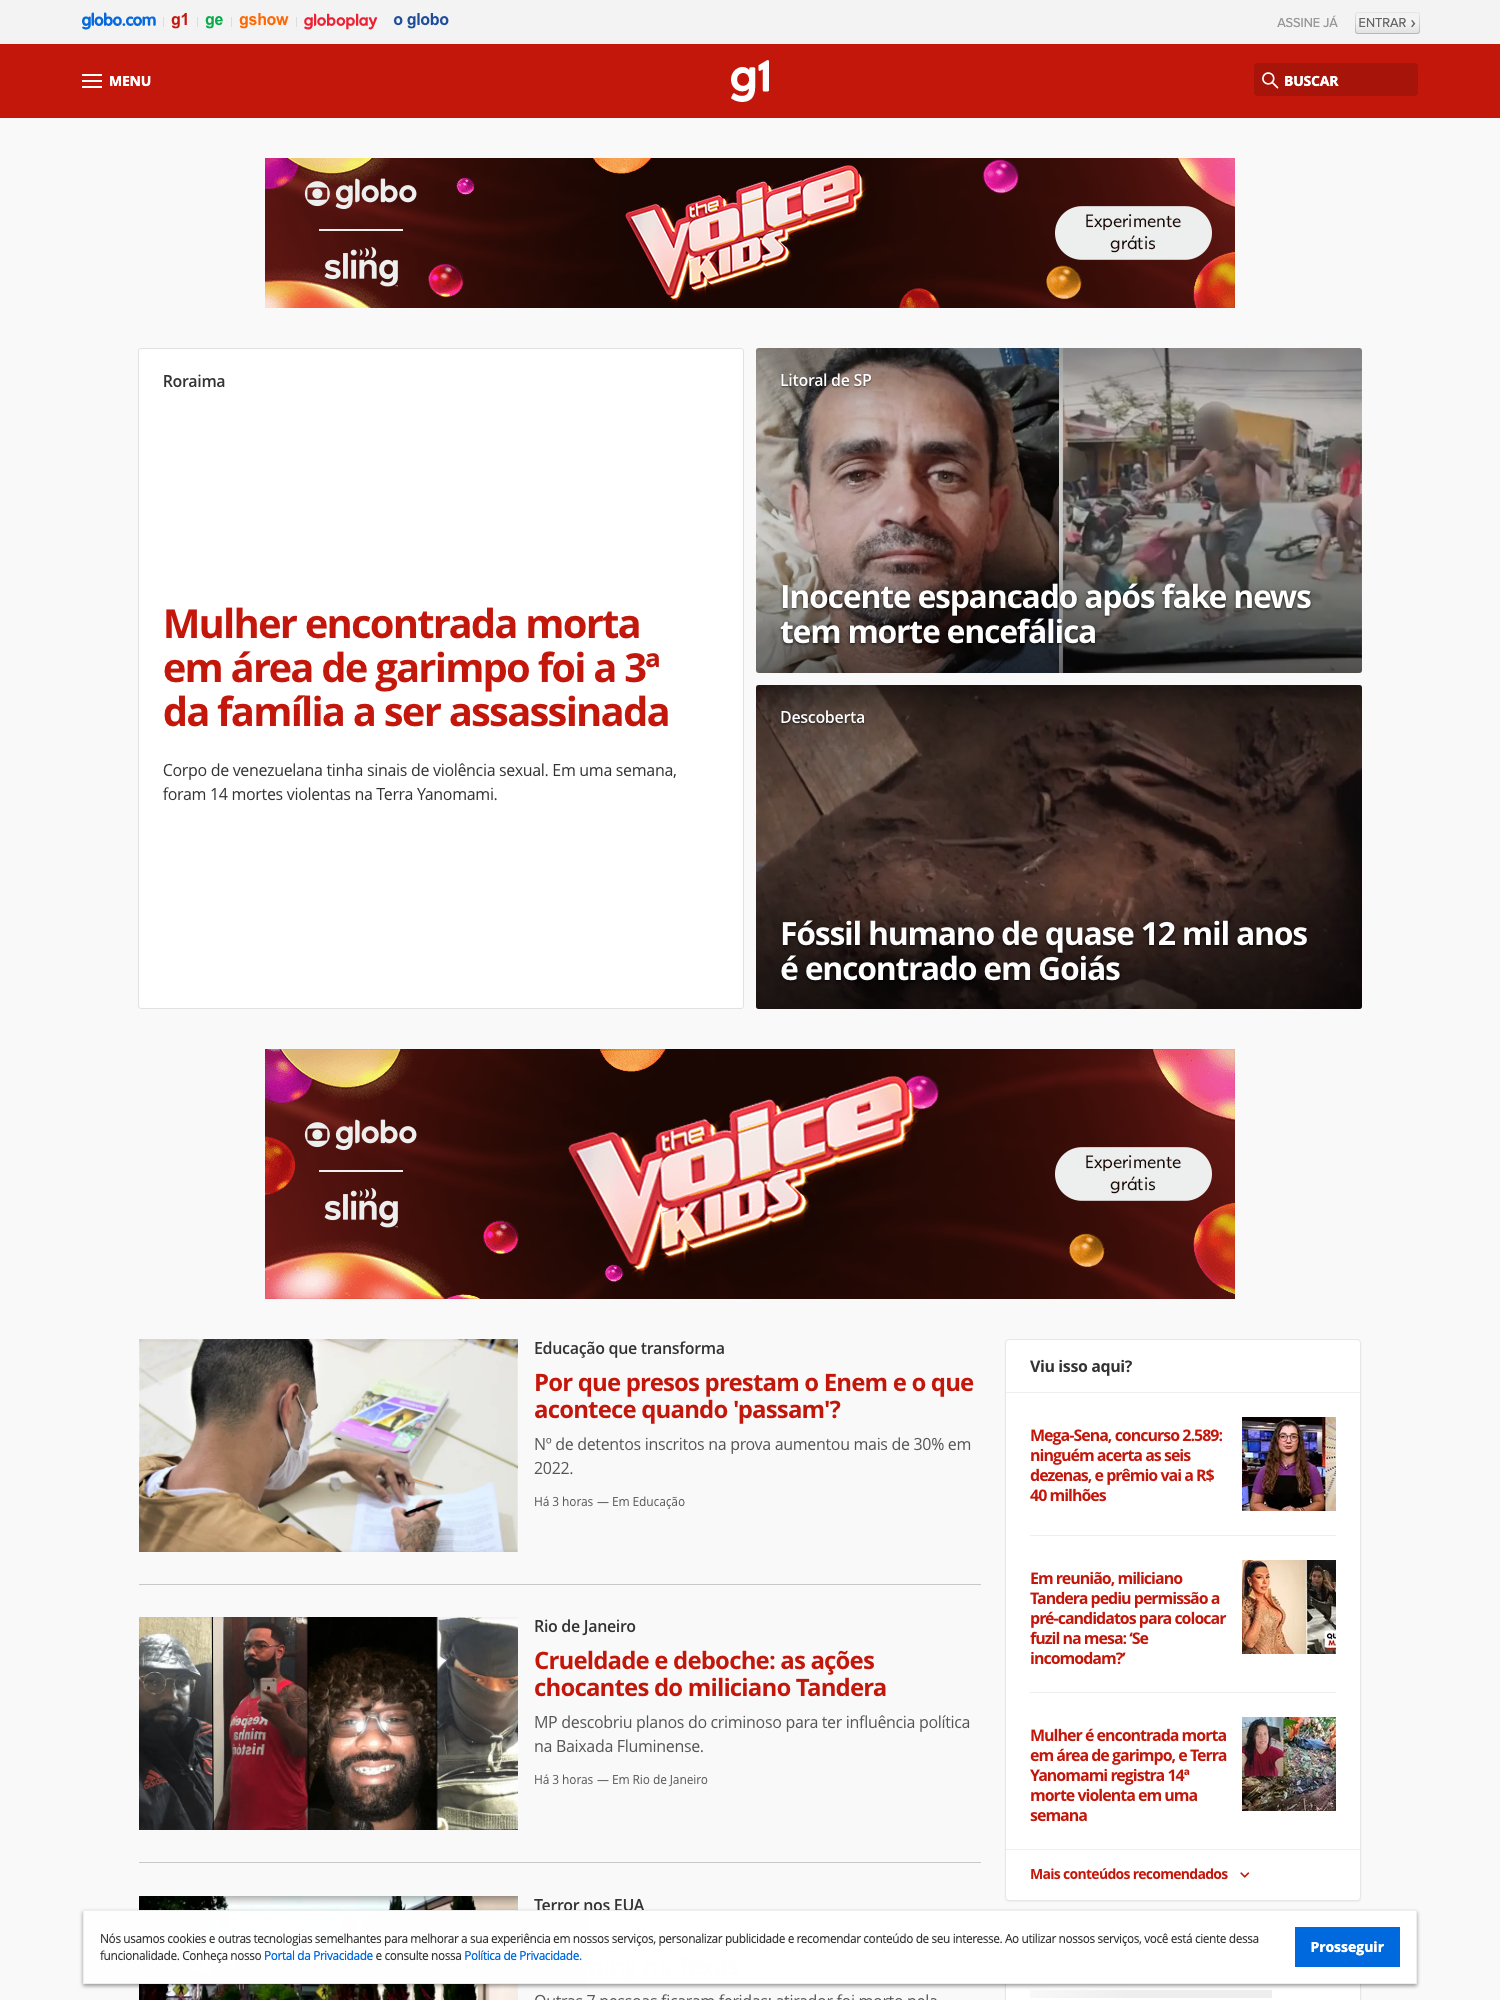 globo.com g1 ge gshow globoplay o globo
ASSINE JÁ ENTRAR ›
MENU
g1
BUSCAR
globo
sling
the Voice KIDS
Experimente
grátis
Roraima
Mulher encontrada morta
em área de garimpo foi a 3ª
da família a ser assassinada
Corpo de venezuelana tinha sinais de violência sexual. Em uma semana,
foram 14 mortes violentas na Terra Yanomami.
Litoral de SP
Inocente espancado após fake news
tem morte encefálica
Descoberta
Fóssil humano de quase 12 mil anos
é encontrado em Goiás
globo
sling
the Voice KIDS
Experimente
grátis
Educação que transforma
Por que presos prestam o Enem e o que
acontece quando 'passam'?
Nº de detentos inscritos na prova aumentou mais de 30% em
2022.
Há 3 horas — Em Educação
Rio de Janeiro
Crueldade e deboche: as ações
chocantes do miliciano Tandera
MP descobriu planos do criminoso para ter influência política
na Baixada Fluminense.
Há 3 horas — Em Rio de Janeiro
Terror nos EUA
Viu isso aqui?
Mega-Sena, concurso 2.589:
ninguém acerta as seis
dezenas, e prêmio vai a R$
40 milhões
Em reunião, miliciano
Tandera pediu permissão a
pré-candidatos para colocar
fuzil na mesa: ‘Se
incomodam?’
Mulher é encontrada morta
em área de garimpo, e Terra
Yanomami registra 14ª
morte violenta em uma
semana
Mais conteúdos recomendados
Nós usamos cookies e outras tecnologias semelhantes para melhorar a sua experiência em nossos serviços, personalizar publicidade e recomendar conteúdo de seu interesse. Ao utilizar nossos serviços, você está ciente dessa
funcionalidade. Conheça nosso Portal da Privacidade e consulte nossa Política de Privacidade.
Prosseguir
Outras 7 pessoas ficaram feridas; atirador foi morto pela